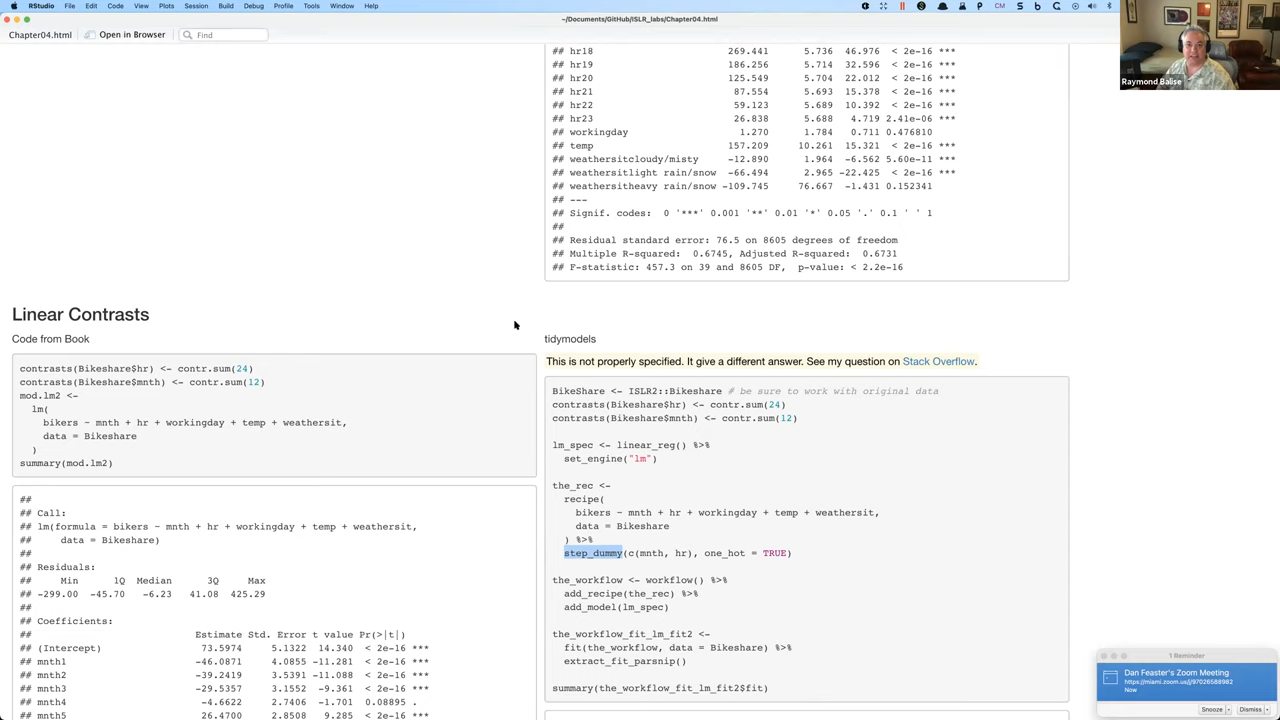 RStudio File Edit Code View Plots Session Build Debug Profile Tools Window Help
~/Documents/GitHub/ISLR_labs/Chapter04.html
Chapter04.html Open in Browser Find
## hr18 269.441 5.736 46.976 < 2e-16 ***
## hr19 186.256 5.714 32.596 < 2e-16 ***
## hr20 125.549 5.704 22.012 < 2e-16 ***
## hr21 87.554 5.693 15.378 < 2e-16 ***
## hr22 59.123 5.689 10.392 < 2e-16 ***
## hr23 26.838 5.688 4.719 2.41e-06 ***
## workingday 1.270 1.784 0.711 0.476810
## temp 157.209 10.261 15.321 < 2e-16 ***
## weathersitcloudy/misty -12.890 1.964 -6.562 5.60e-11 ***
## weathersitlight rain/snow -66.494 2.965 -22.425 < 2e-16 ***
## weathersitheavy rain/snow -109.745 76.667 -1.431 0.152341
## ---
## Signif. codes: 0 '***' 0.001 '**' 0.01 '*' 0.05 '.' 0.1 ' ' 1
##
## Residual standard error: 76.5 on 8605 degrees of freedom
## Multiple R-squared: 0.6745, Adjusted R-squared: 0.6731
## F-statistic: 457.3 on 39 and 8605 DF, p-value: < 2.2e-16
Raymond Balise
Linear Contrasts
Code from Book
contrasts(Bikeshare$hr) <- contr.sum(24)
contrasts(Bikeshare$mnth) <- contr.sum(12)
mod.lm2 <-
lm(
bikers ~ mnth + hr + workingday + temp + weathersit,
data = Bikeshare
)
summary(mod.lm2)
##
## Call:
## lm(formula = bikers ~ mnth + hr + workingday + temp + weathersit,
## data = Bikeshare)
##
## Residuals:
## Min 1Q Median 3Q Max
## -299.00 -45.70 -6.23 41.08 425.29
##
## Coefficients:
## Estimate Std. Error t value Pr(>|t|)
## (Intercept) 73.5974 5.1322 14.340 < 2e-16 ***
## mnth1 -46.0871 4.0855 -11.281 < 2e-16 ***
## mnth2 -39.2419 3.5391 -11.088 < 2e-16 ***
## mnth3 -29.5357 3.1552 -9.361 < 2e-16 ***
## mnth4 -4.6622 2.7406 -1.701 0.08895 .
## mnth5 26.4700 2.8508 9.285 < 2e-16 ***
tidymodels
This is not properly specified. It give a different answer. See my question on Stack Overflow.
BikeShare <- ISLR2::Bikeshare # be sure to work with original data
contrasts(Bikeshare$hr) <- contr.sum(24)
contrasts(Bikeshare$mnth) <- contr.sum(12)
lm_spec <- linear_reg() %>%
set_engine("lm")
the_rec <-
recipe(
bikers ~ mnth + hr + workingday + temp + weathersit,
data = Bikeshare
) %>%
step_dummy(c(mnth, hr), one_hot = TRUE)
the_workflow <- workflow() %>%
add_recipe(the_rec) %>%
add_model(lm_spec)
the_workflow_fit_lm_fit2 <-
fit(the_workflow, data = Bikeshare) %>%
extract_fit_parsnip()
summary(the_workflow_fit_lm_fit2$fit)
1 Reminder
Dan Feaster's Zoom Meeting
https://miami.zoom.us/j/97026588902
Now
Snooze Dismiss